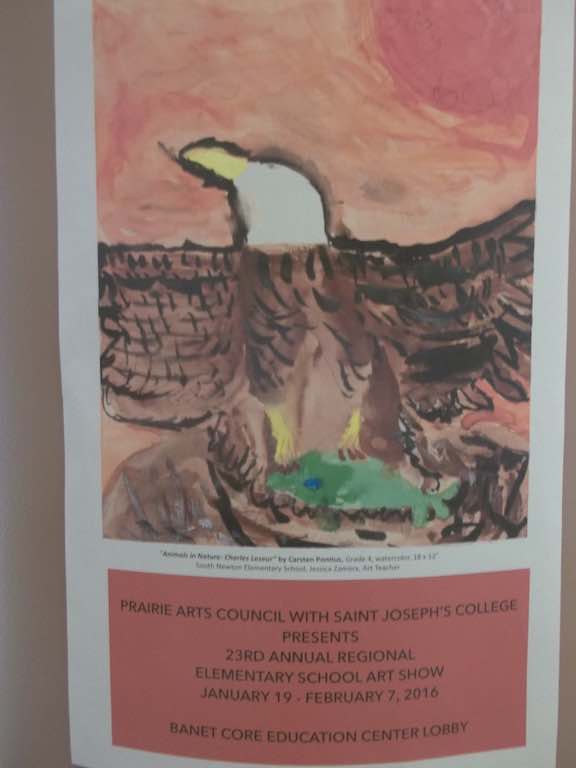 "Animals in Nature: Charles Leseur" by Carsten Pontius, Grade 4, watercolor, 18 x 12"
South Newton Elementary School, Jessica Zamora, Art Teacher
PRAIRIE ARTS COUNCIL WITH SAINT JOSEPH'S COLLEGE
PRESENTS
23RD ANNUAL REGIONAL
ELEMENTARY SCHOOL ART SHOW
JANUARY 19 - FEBRUARY 7, 2016
BANET CORE EDUCATION CENTER LOBBY